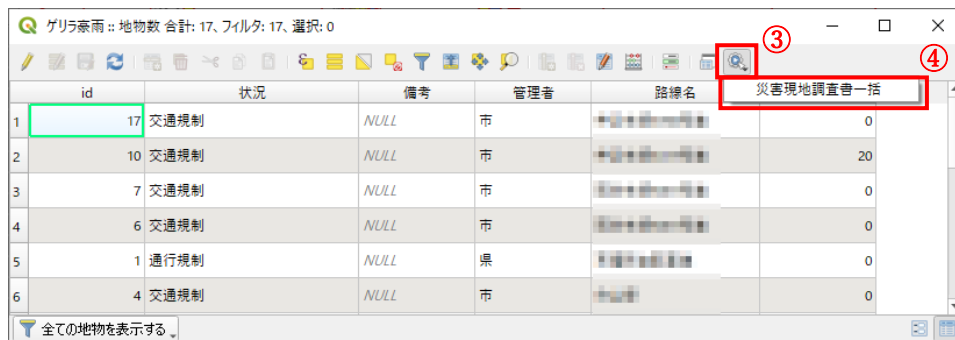 ゲリラ豪雨 :: 地物数 合計: 17、フィルタ: 17、選択: 0
③
④
災害現地調査書一括
id 状況 備考 管理者 路線名
1 17 交通規制 NULL 市 0
2 10 交通規制 NULL 市 20
3 7 交通規制 NULL 市 0
4 6 交通規制 NULL 市 0
5 1 通行規制 NULL 県 0
6 4 交通規制 NULL 市 0
全ての地物を表示する